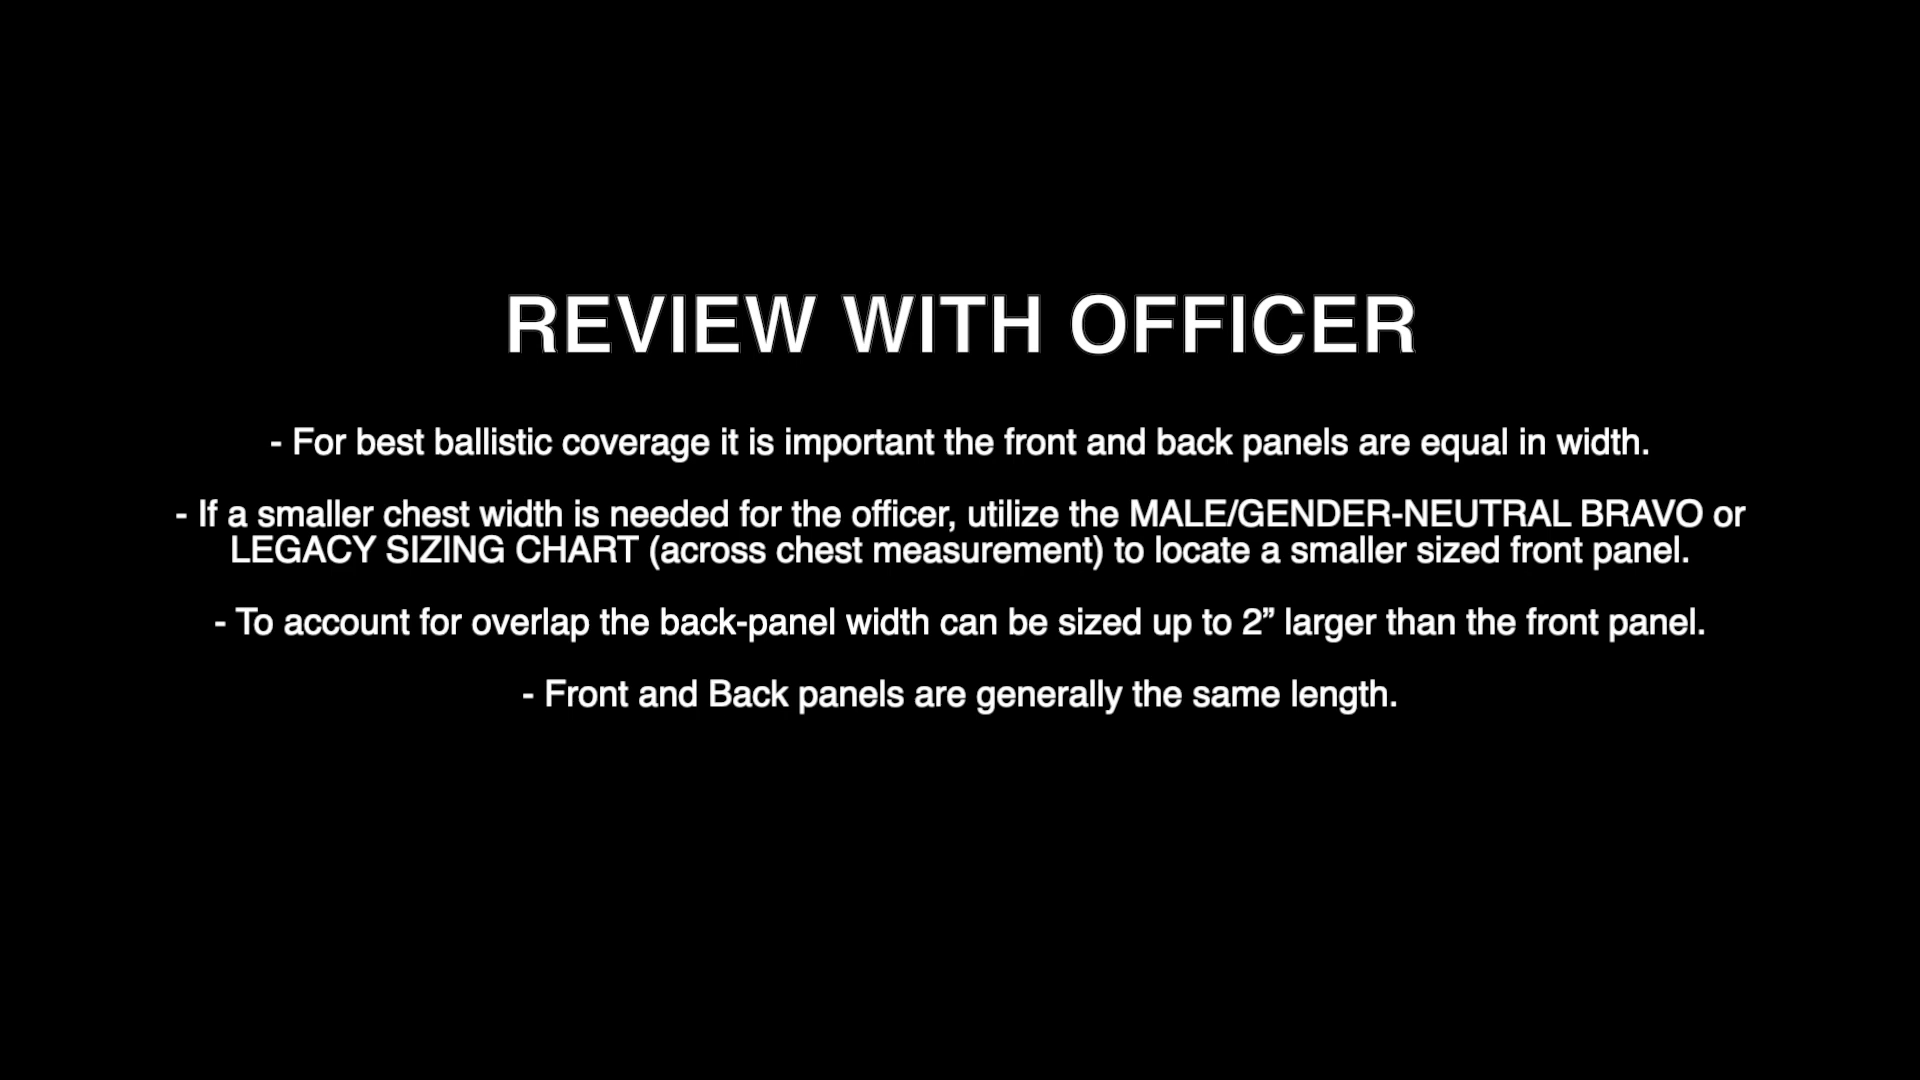 REVIEW WITH OFFICER
- For best ballistic coverage it is important the front and back panels are equal in width.
- If a smaller chest width is needed for the officer, utilize the MALE/GENDER-NEUTRAL BRAVO or
LEGACY SIZING CHART (across chest measurement) to locate a smaller sized front panel.
- To account for overlap the back-panel width can be sized up to 2” larger than the front panel.
- Front and Back panels are generally the same length.